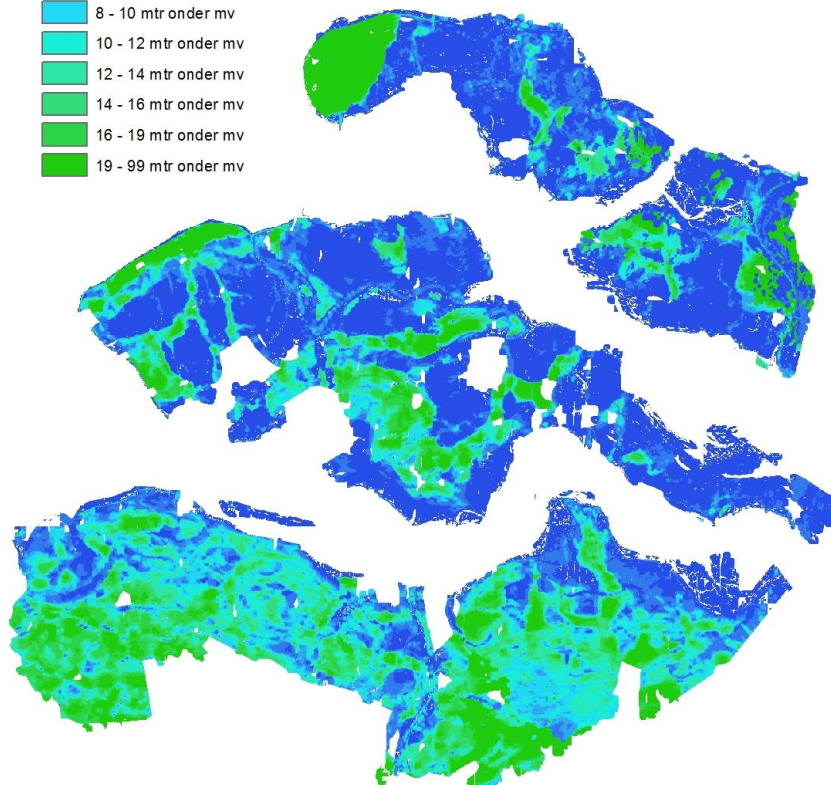 8 - 10 mtr onder mv
10 - 12 mtr onder mv
12 - 14 mtr onder mv
14 - 16 mtr onder mv
16 - 19 mtr onder mv
19 - 99 mtr onder mv